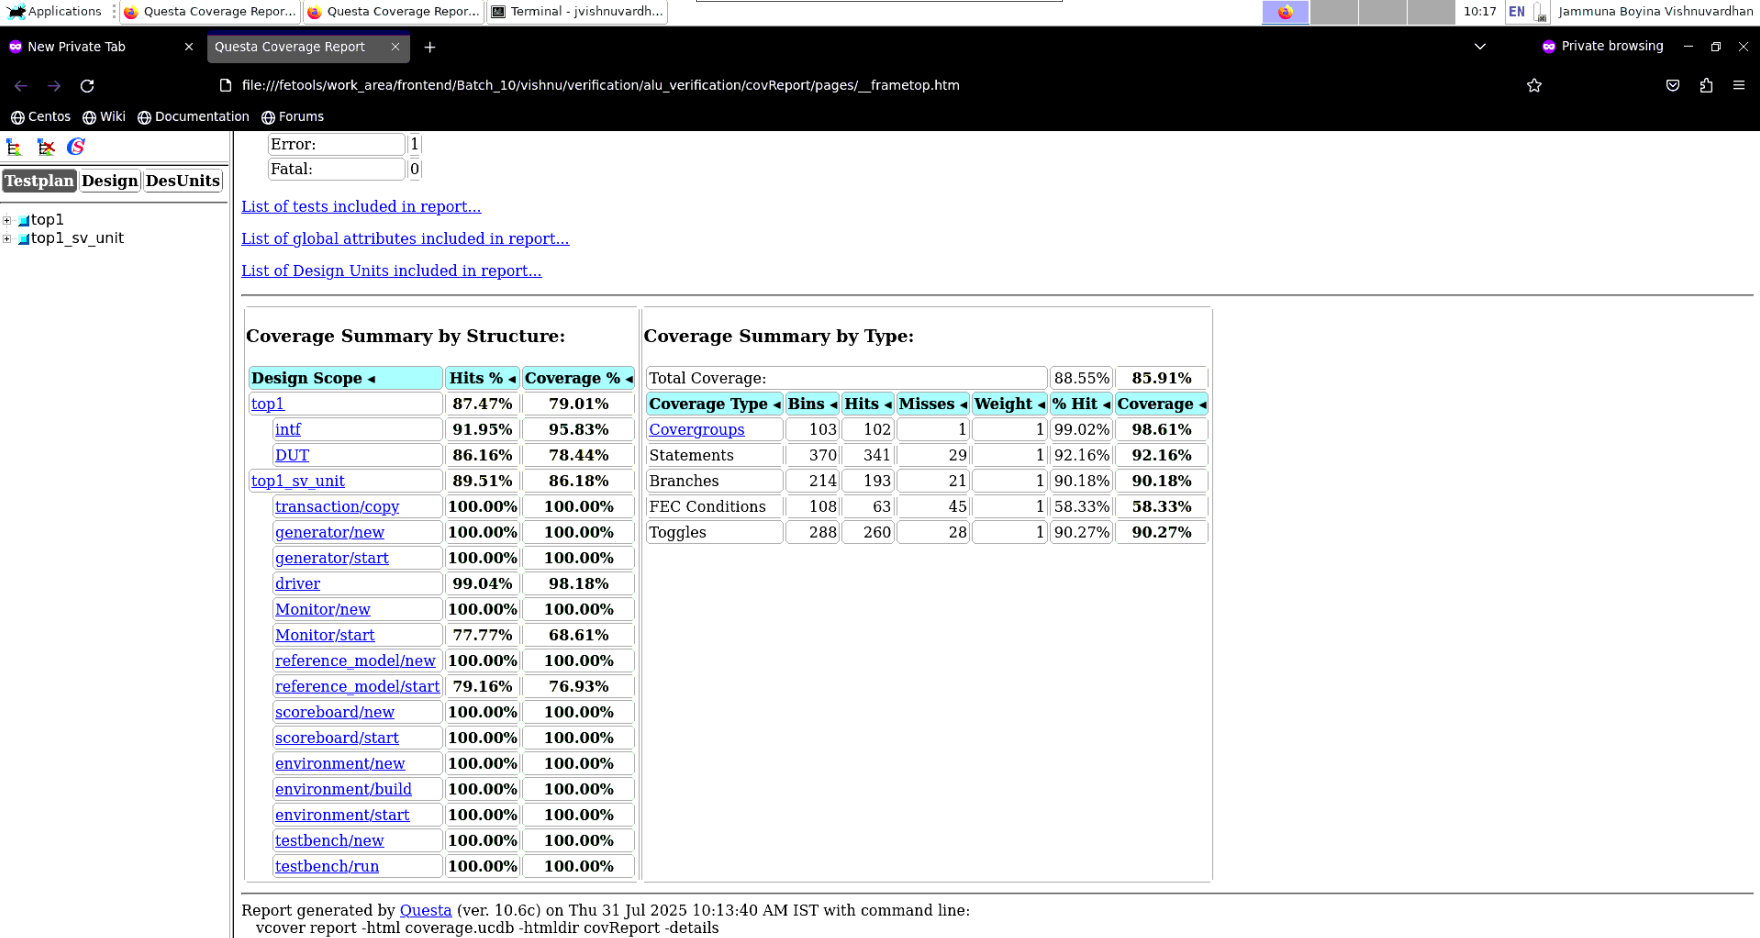 Applications
Questa Coverage Repor...
Questa Coverage Repor...
Terminal - jvishnuvardh...
10:17
EN
Jammuna Boyina Vishnuvardhan
New Private Tab
Questa Coverage Report
Private browsing
file:///fetools/work_area/frontend/Batch_10/vishnu/verification/alu_verification/covReport/pages/__frametop.htm
Centos Wiki Documentation Forums
Testplan Design DesUnits
top1
top1_sv_unit
Error: 1
Fatal: 0
List of tests included in report...
List of global attributes included in report...
List of Design Units included in report...
Coverage Summary by Structure:
Design Scope Hits % Coverage %
top1 87.47% 79.01%
intf 91.95% 95.83%
DUT 86.16% 78.44%
top1_sv_unit 89.51% 86.18%
transaction/copy 100.00% 100.00%
generator/new 100.00% 100.00%
generator/start 100.00% 100.00%
driver 99.04% 98.18%
Monitor/new 100.00% 100.00%
Monitor/start 77.77% 68.61%
reference_model/new 100.00% 100.00%
reference_model/start 79.16% 76.93%
scoreboard/new 100.00% 100.00%
scoreboard/start 100.00% 100.00%
environment/new 100.00% 100.00%
environment/build 100.00% 100.00%
environment/start 100.00% 100.00%
testbench/new 100.00% 100.00%
testbench/run 100.00% 100.00%
Coverage Summary by Type:
Total Coverage: 88.55% 85.91%
Coverage Type Bins Hits Misses Weight % Hit Coverage
Covergroups 103 102 1 1 99.02% 98.61%
Statements 370 341 29 1 92.16% 92.16%
Branches 214 193 21 1 90.18% 90.18%
FEC Conditions 108 63 45 1 58.33% 58.33%
Toggles 288 260 28 1 90.27% 90.27%
Report generated by Questa (ver. 10.6c) on Thu 31 Jul 2025 10:13:40 AM IST with command line:
vcover report -html coverage.ucdb -htmldir covReport -details